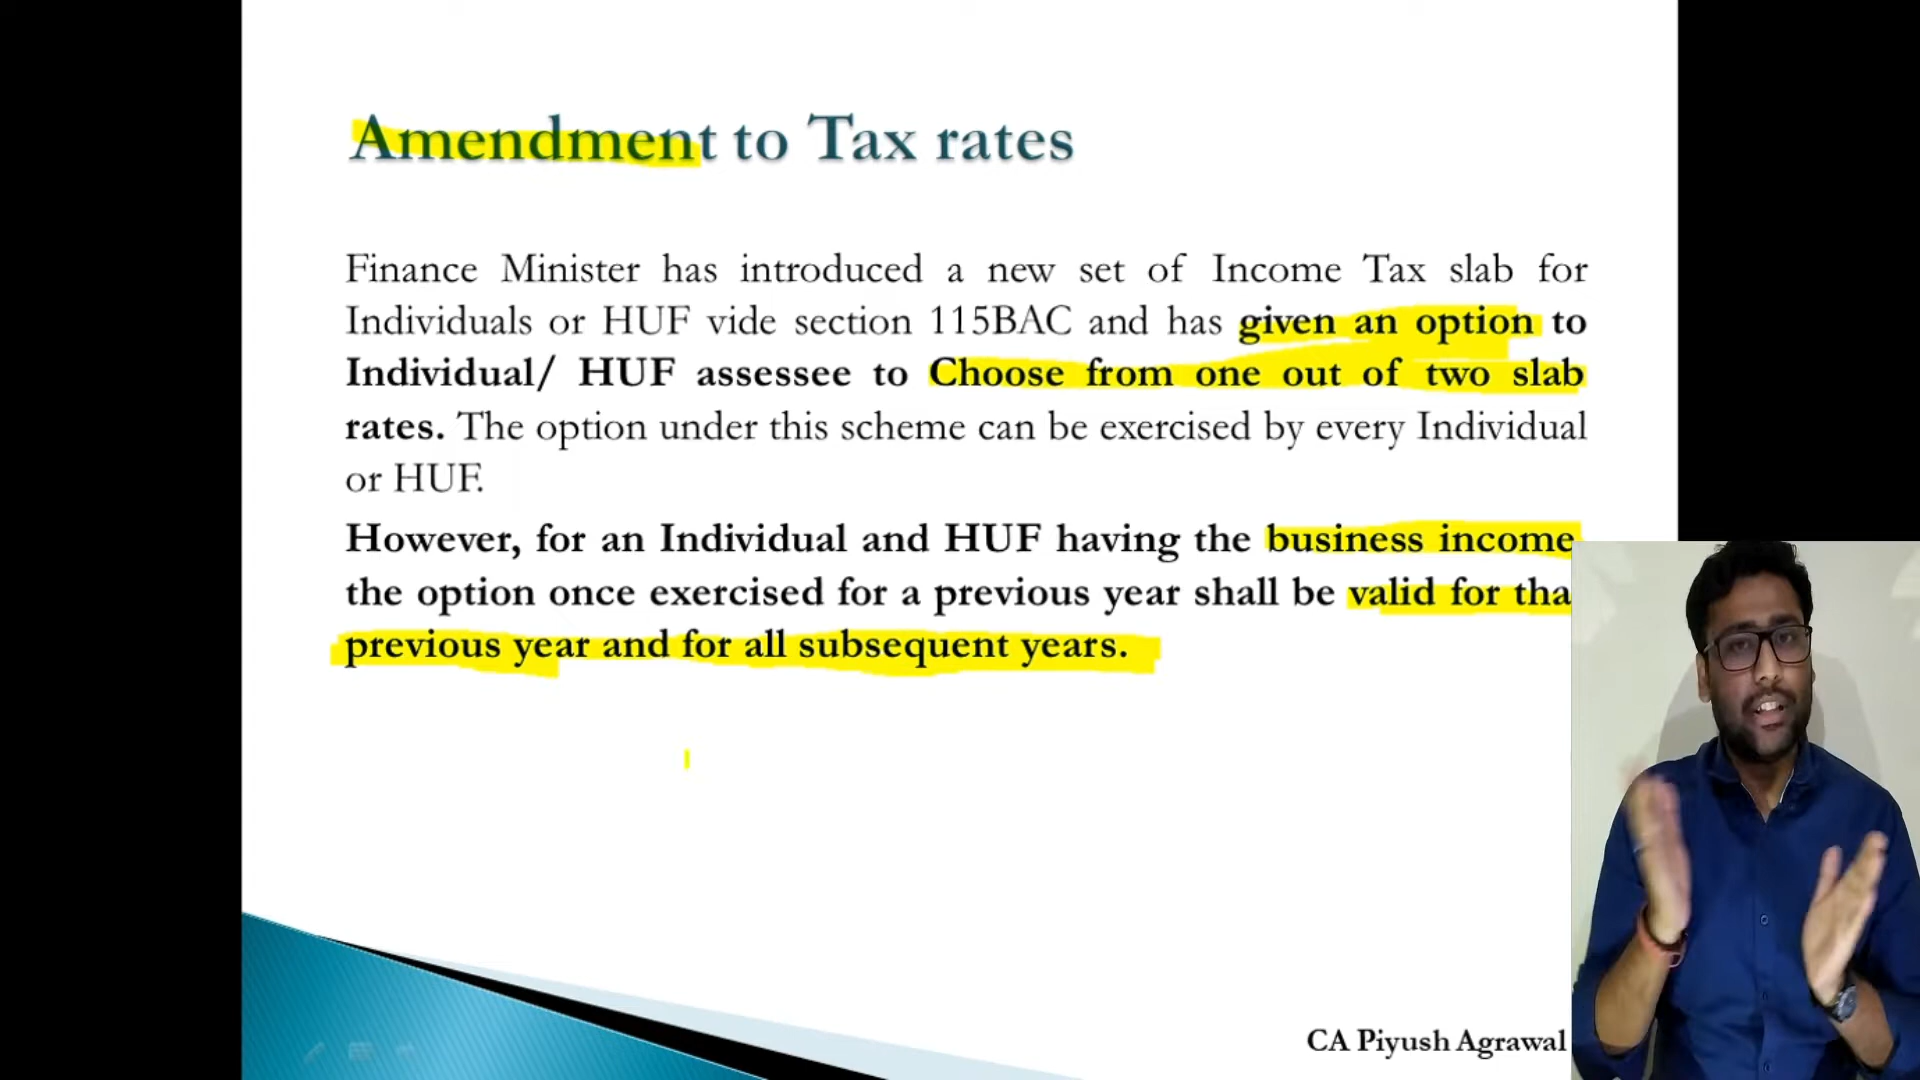 Amendment to Tax rates
Finance Minister has introduced a new set of Income Tax slab for
Individuals or HUF vide section 115BAC and has given an option to
Individual/ HUF assessee to Choose from one out of two slab
rates. The option under this scheme can be exercised by every Individual
or HUF.
However, for an Individual and HUF having the business income
the option once exercised for a previous year shall be valid for tha
previous year and for all subsequent years.
CA Piyush Agrawal